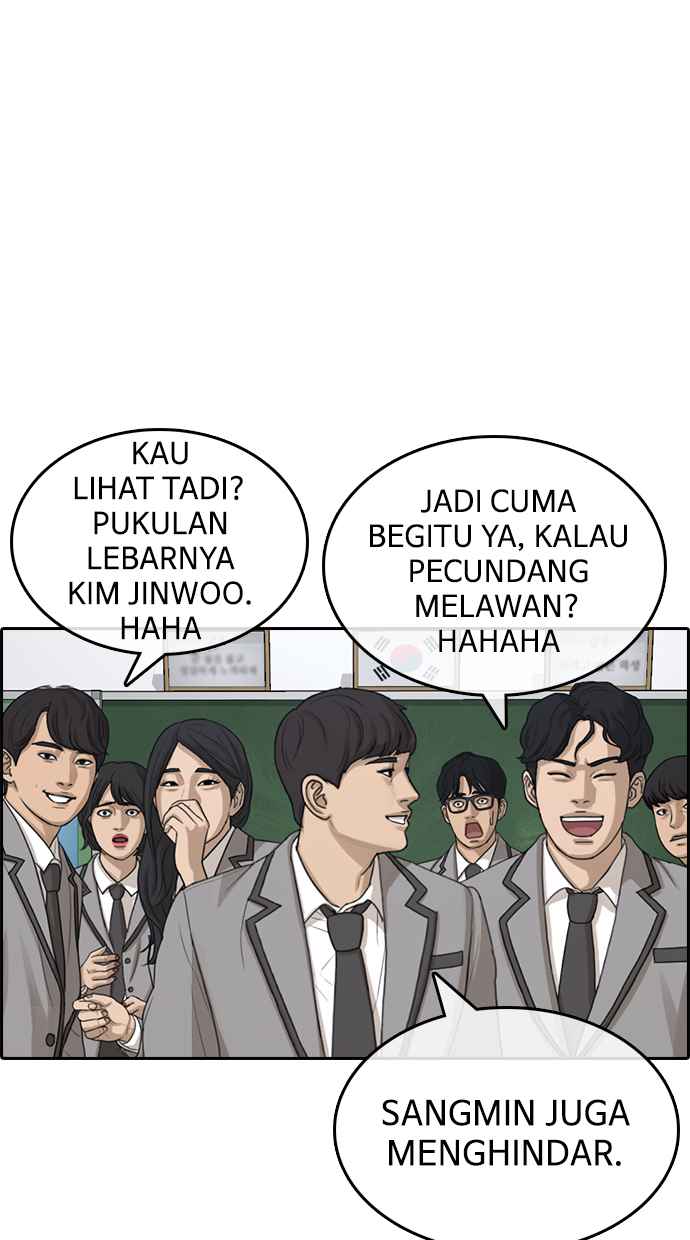 KAU
LIHAT TADI?
PUKULAN
LEBARNYA
KIM JINWOO.
HAHA
JADI CUMA
BEGITU YA, KALAU
PECUNDANG
MELAWAN?
HAHAHA
SANGMIN JUGA
MENGHINDAR.